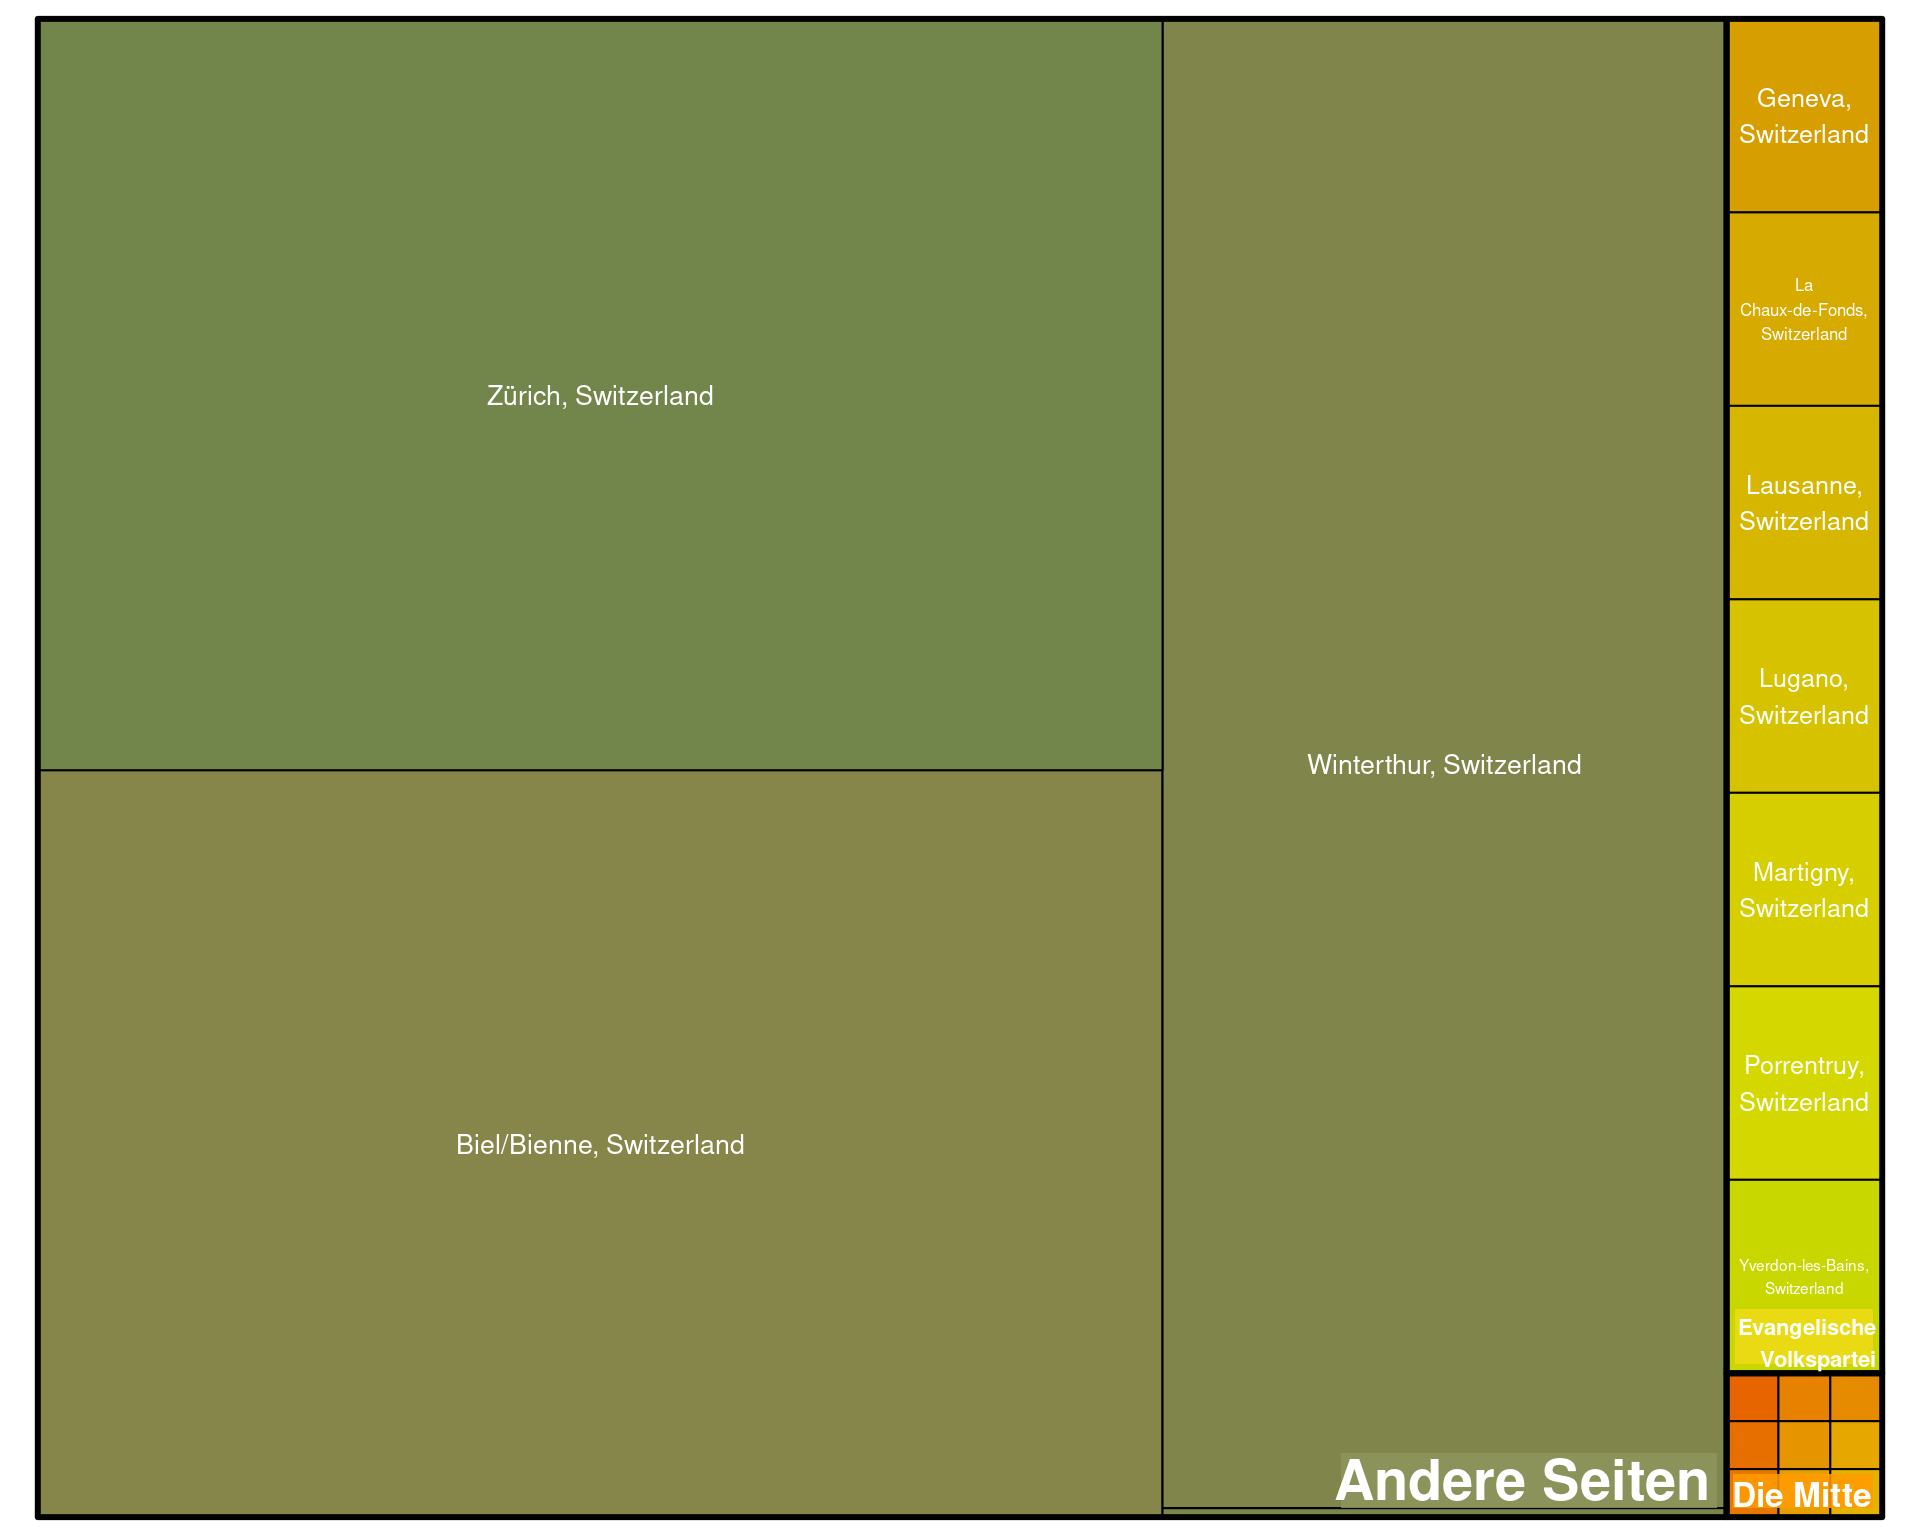 Zürich, Switzerland
Biel/Bienne, Switzerland
Winterthur, Switzerland
Andere Seiten
Geneva,
Switzerland
La
Chaux-de-Fonds,
Switzerland
Lausanne,
Switzerland
Lugano,
Switzerland
Martigny,
Switzerland
Porrentruy,
Switzerland
Yverdon-les-Bains,
Switzerland
Evangelische
Volkspartei
Die Mitte